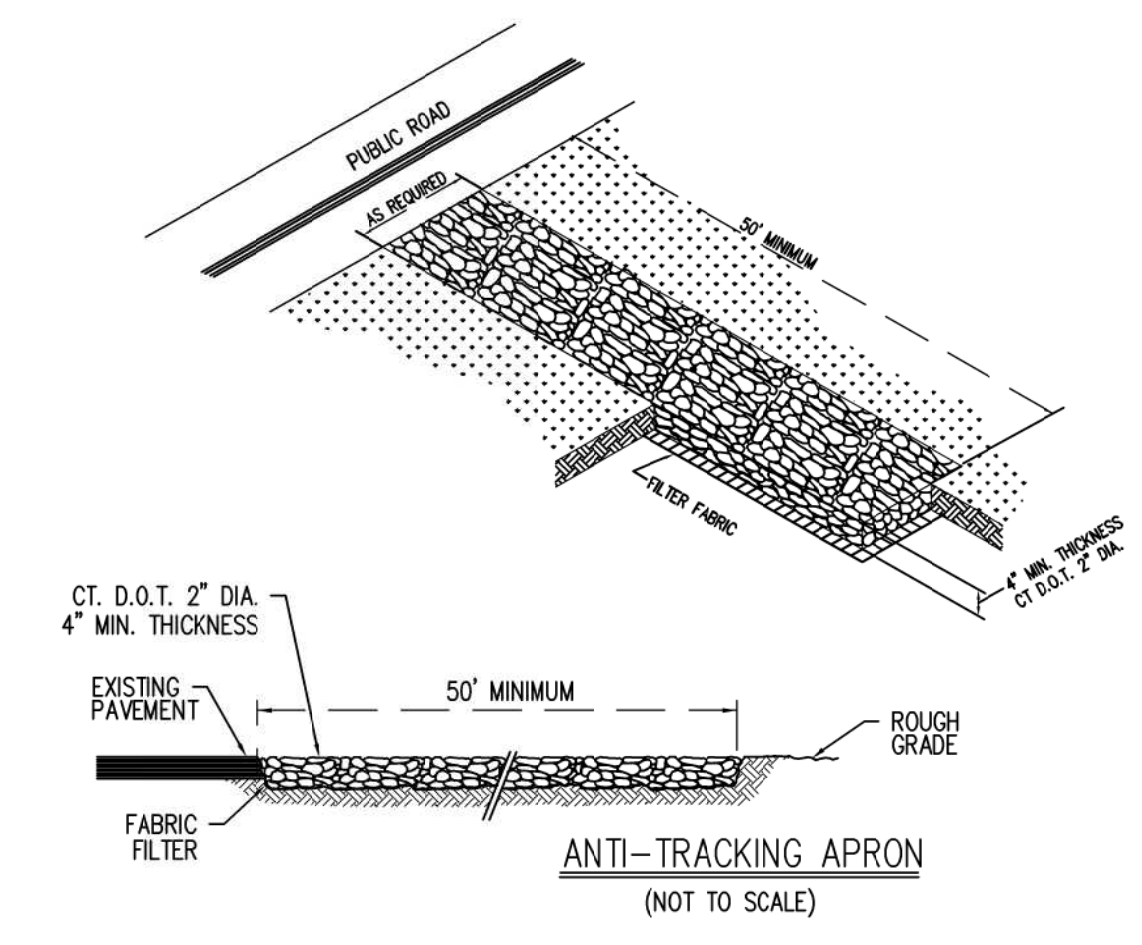 PUBLIC ROAD
AS REQUIRED
50' MINIMUM
FILTER FABRIC
4" MIN. THICKNESS
CT D.O.T. 2" DIA.
CT. D.O.T. 2" DIA.
4" MIN. THICKNESS
EXISTING
PAVEMENT
50' MINIMUM
ROUGH
GRADE
FABRIC
FILTER
ANTI-TRACKING APRON
(NOT TO SCALE)